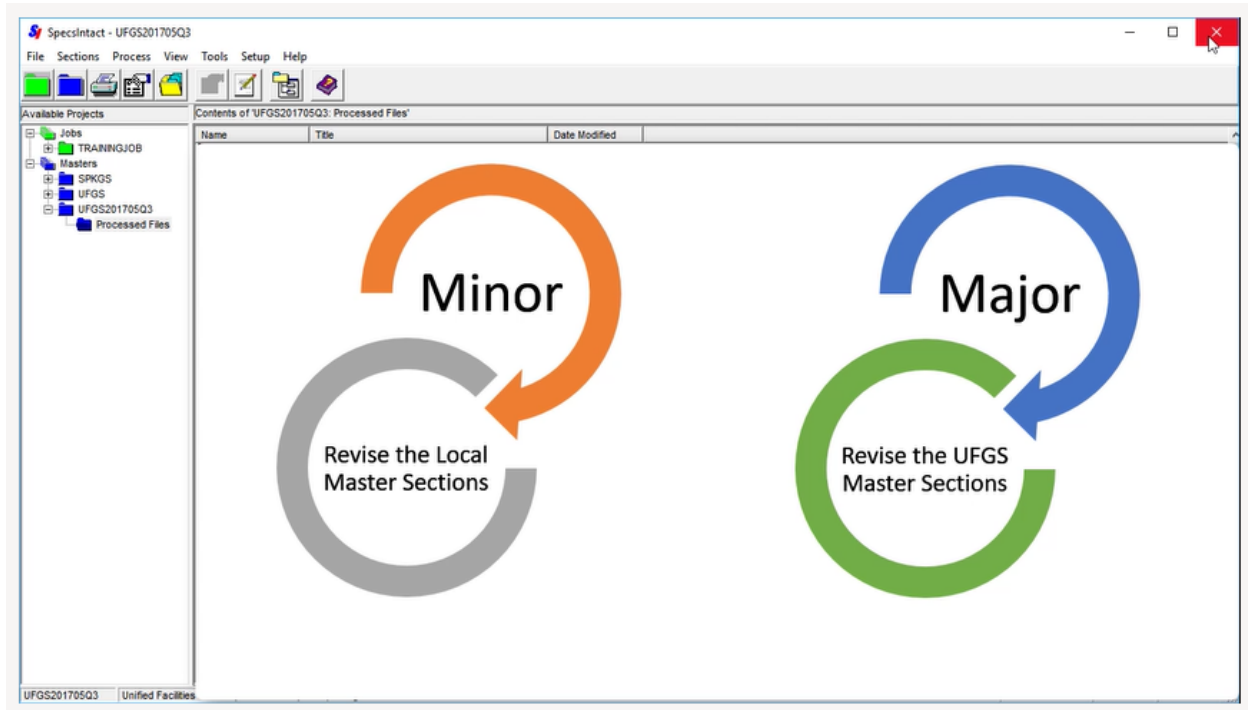 SpecsIntact - UFGS201705Q3
File Sections Process View Tools Setup Help
Available Projects
Contents of 'UFGS201705Q3: Processed Files'
Name Title Date Modified
Jobs
TRAININGJOB
Masters
SPKGS
UFGS
UFGS201705Q3
Processed Files
Minor
Revise the Local
Master Sections
Major
Revise the UFGS
Master Sections
UFGS201705Q3 Unified Facilities